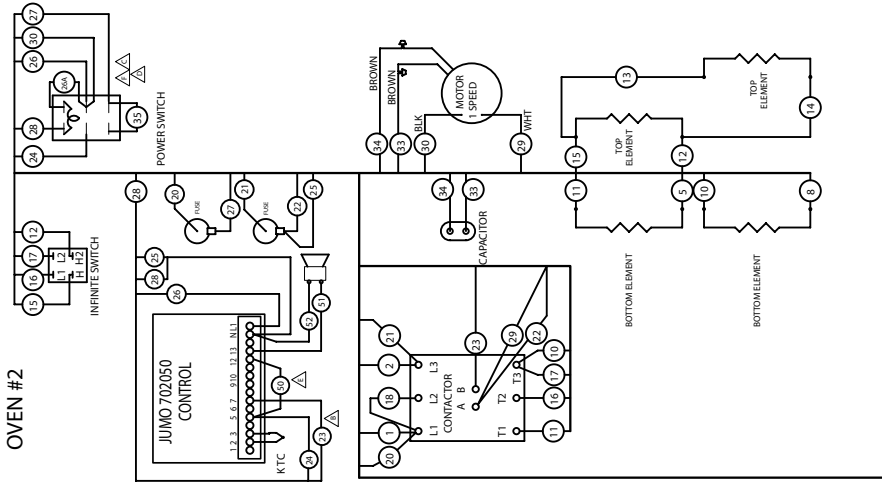 OVEN #2
27
30
26
26A
C
F
D
28
35
24
POWER SWITCH
12
17
L2
H2
16
L1
H
15
INFINITE SWITCH
28
20
FUSE
27
21
FUSE
22
25
25
28
26
52
51
JUMO 702050
CONTROL
1 2 3 5 6 7 9 10 12 13 N L1
50
E
KTC
24
23
B
BROWN
BROWN
MOTOR
1 SPEED
34
33
BLK
30
29
WHT
34
33
CAPACITOR
21
2
18
1
20
L3
L2
L1
CONTACTOR
B
A
T3
T2
T1
23
29
22
10
17
16
11
13
TOP
ELEMENT
14
15
TOP
ELEMENT
12
11
5
10
8
BOTTOM ELEMENT
BOTTOM ELEMENT